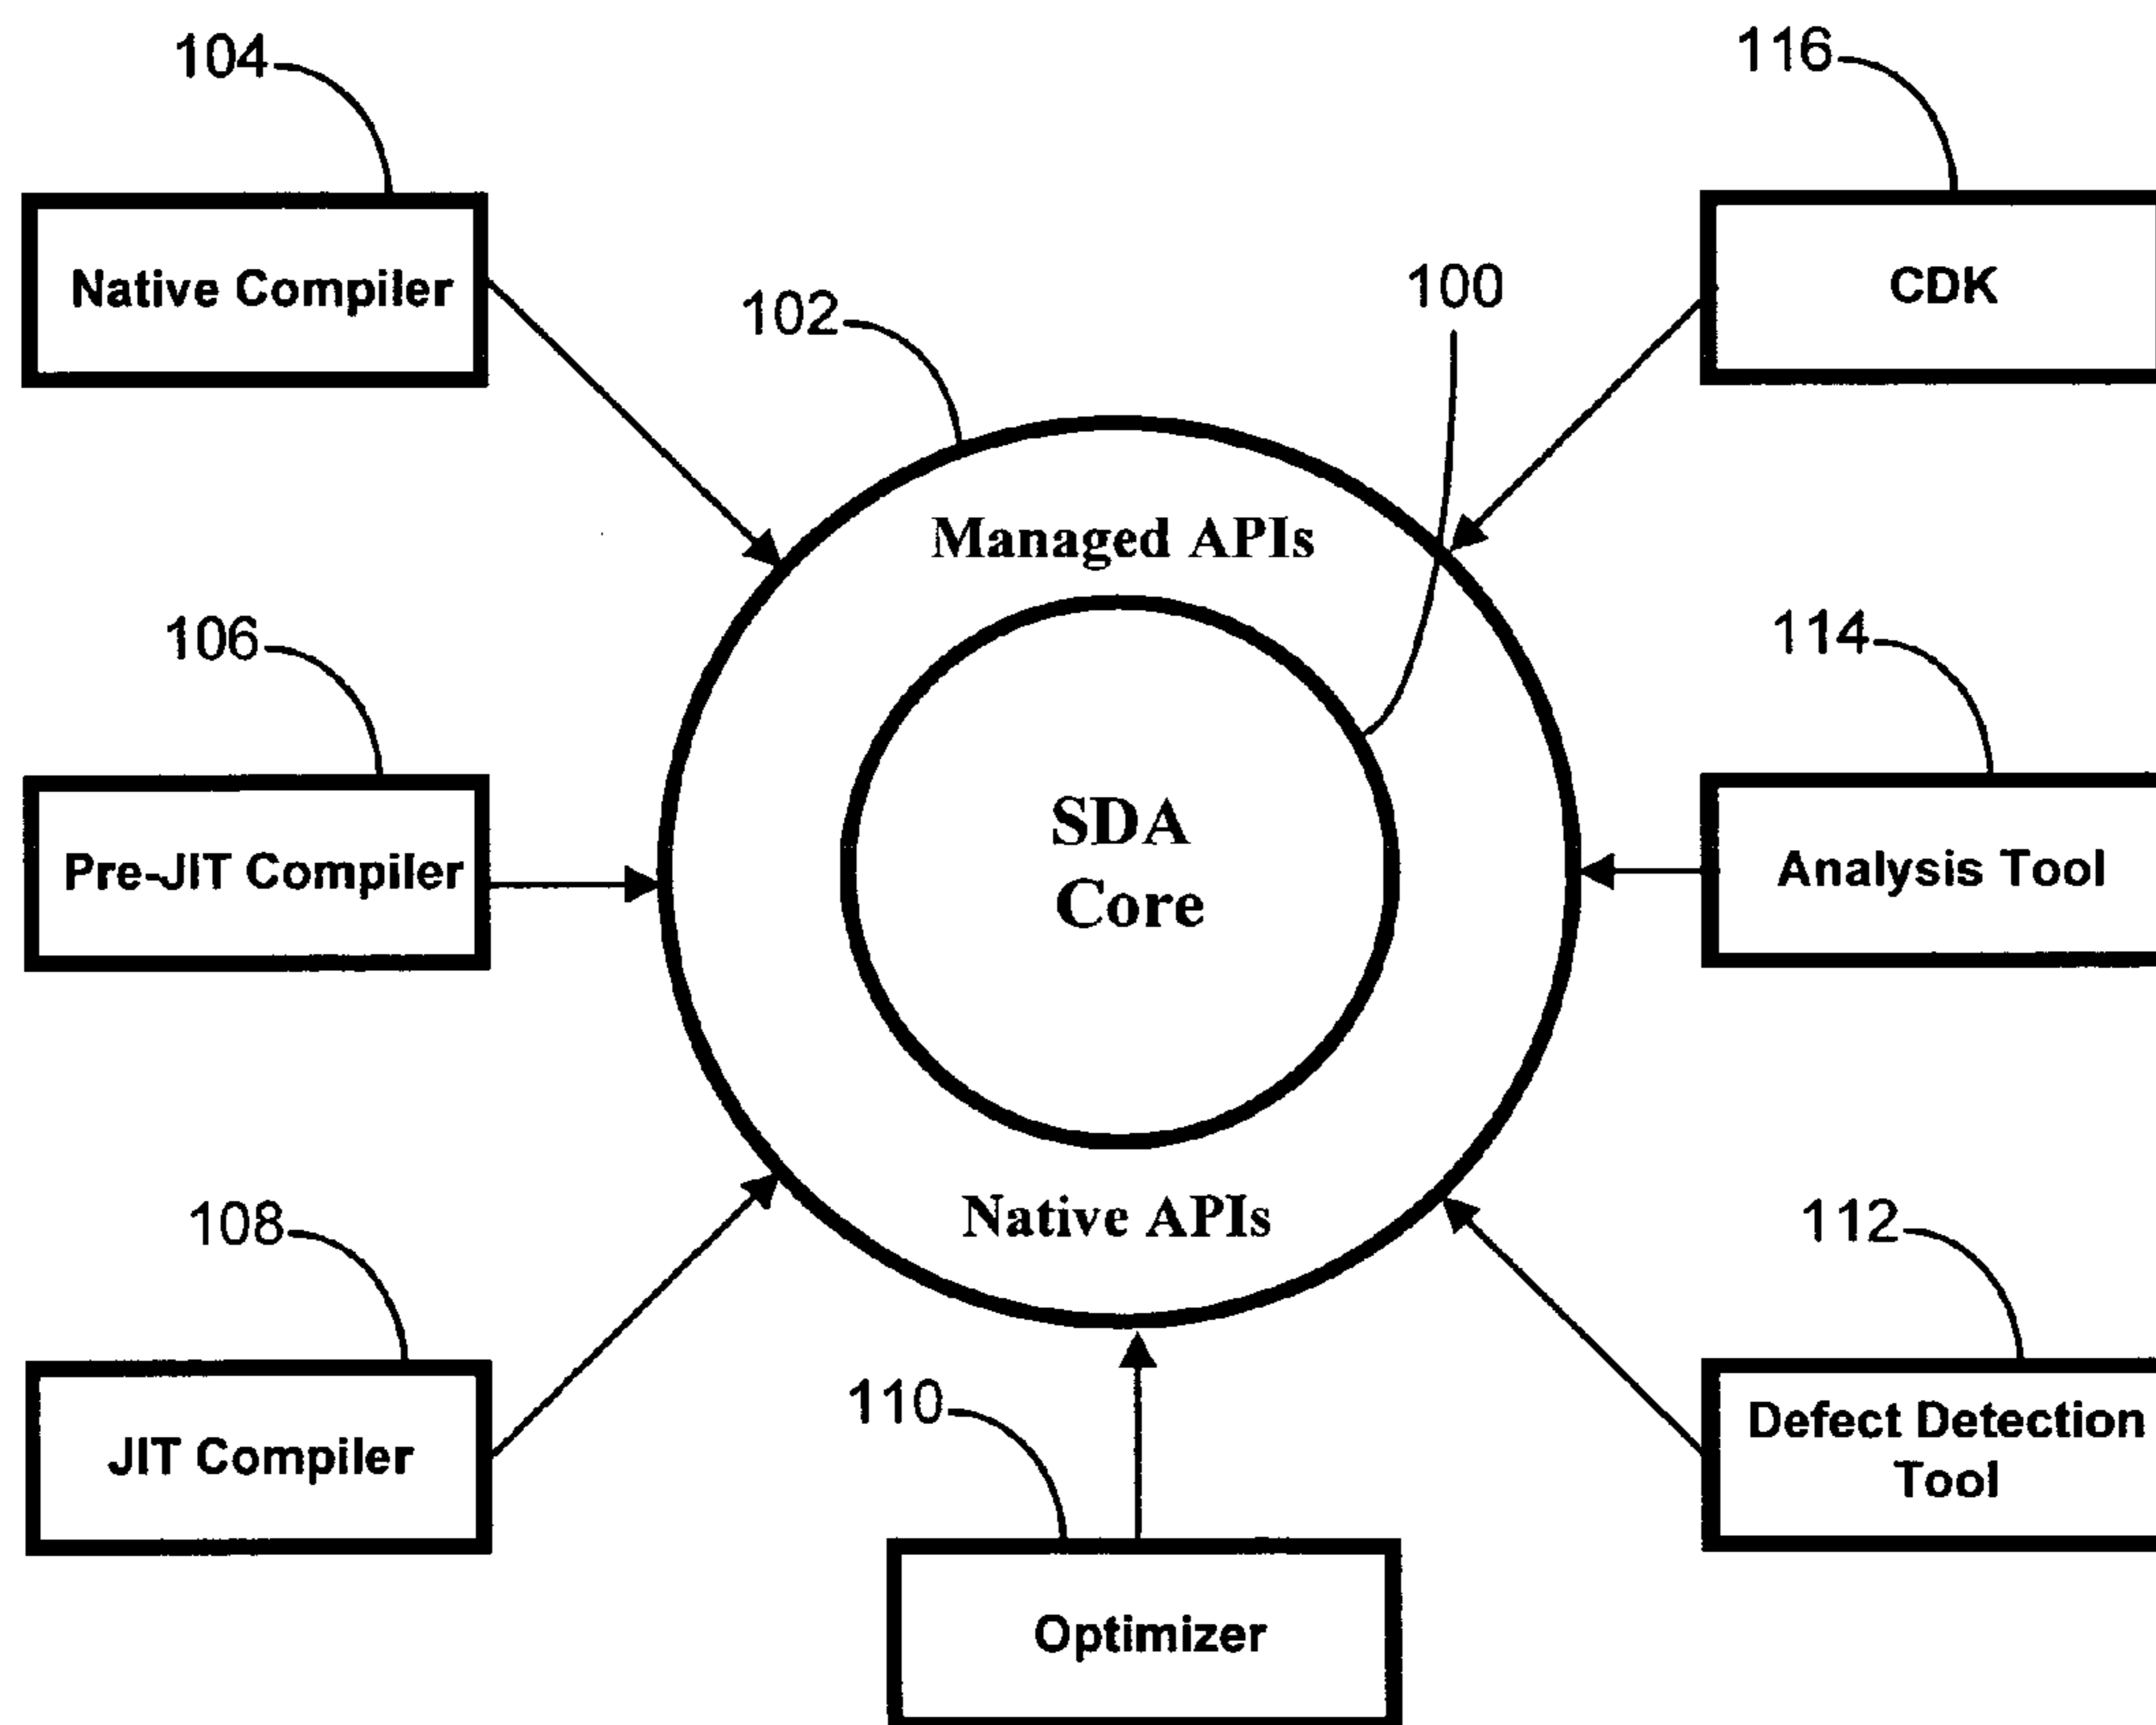 104
116
Native Compiler
CDK
102
100
Managed APIs
106
114
SDA
Core
Pre-JIT Compiler
Analysis Tool
108
Native APIs
112
110
JIT Compiler
Defect Detection
Tool
Optimizer